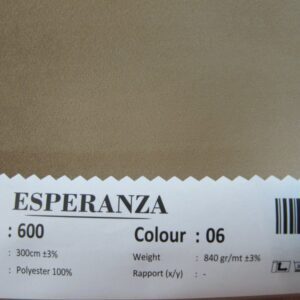 ESPERANZA
: 600 Colour : 06
: 300cm ±3% Weight : 840 gr/mt ±3%
: Polyester 100% Rapport (x/y) : -